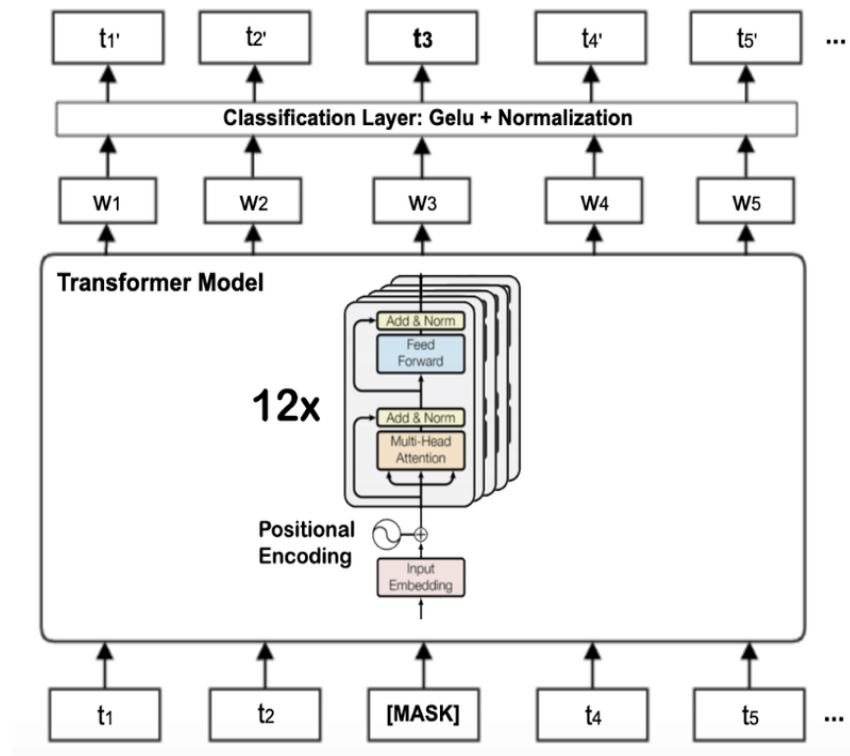 t1' t2' t3 t4' t5' ...
Classification Layer: Gelu + Normalization
W1 W2 W3 W4 W5
Transformer Model
Add & Norm
Feed
Forward
12x
Add & Norm
Multi-Head
Attention
Positional
Encoding
Input
Embedding
t1 t2 [MASK] t4 t5 ...